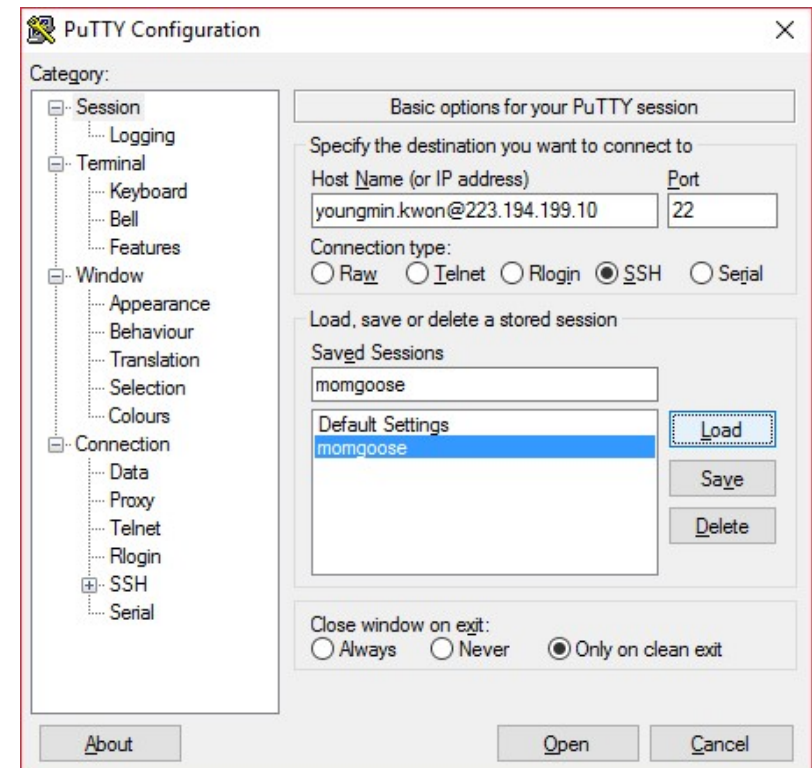 PuTTY Configuration
Category:
Session
Logging
Terminal
Keyboard
Bell
Features
Window
Appearance
Behaviour
Translation
Selection
Colours
Connection
Data
Proxy
Telnet
Rlogin
SSH
Serial
Basic options for your PuTTY session
Specify the destination you want to connect to
Host Name (or IP address) Port
youngmin.kwon@223.194.199.10 22
Connection type:
Raw Telnet Rlogin SSH Serial
Load, save or delete a stored session
Saved Sessions
momgoose
Default Settings
momgoose
Load
Save
Delete
Close window on exit:
Always Never Only on clean exit
About Open Cancel